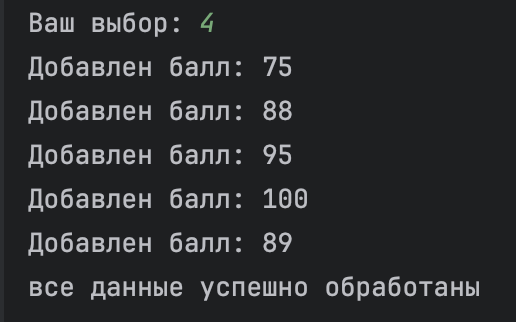 Ваш выбор: 4
Добавлен балл: 75
Добавлен балл: 88
Добавлен балл: 95
Добавлен балл: 100
Добавлен балл: 89
все данные успешно обработаны